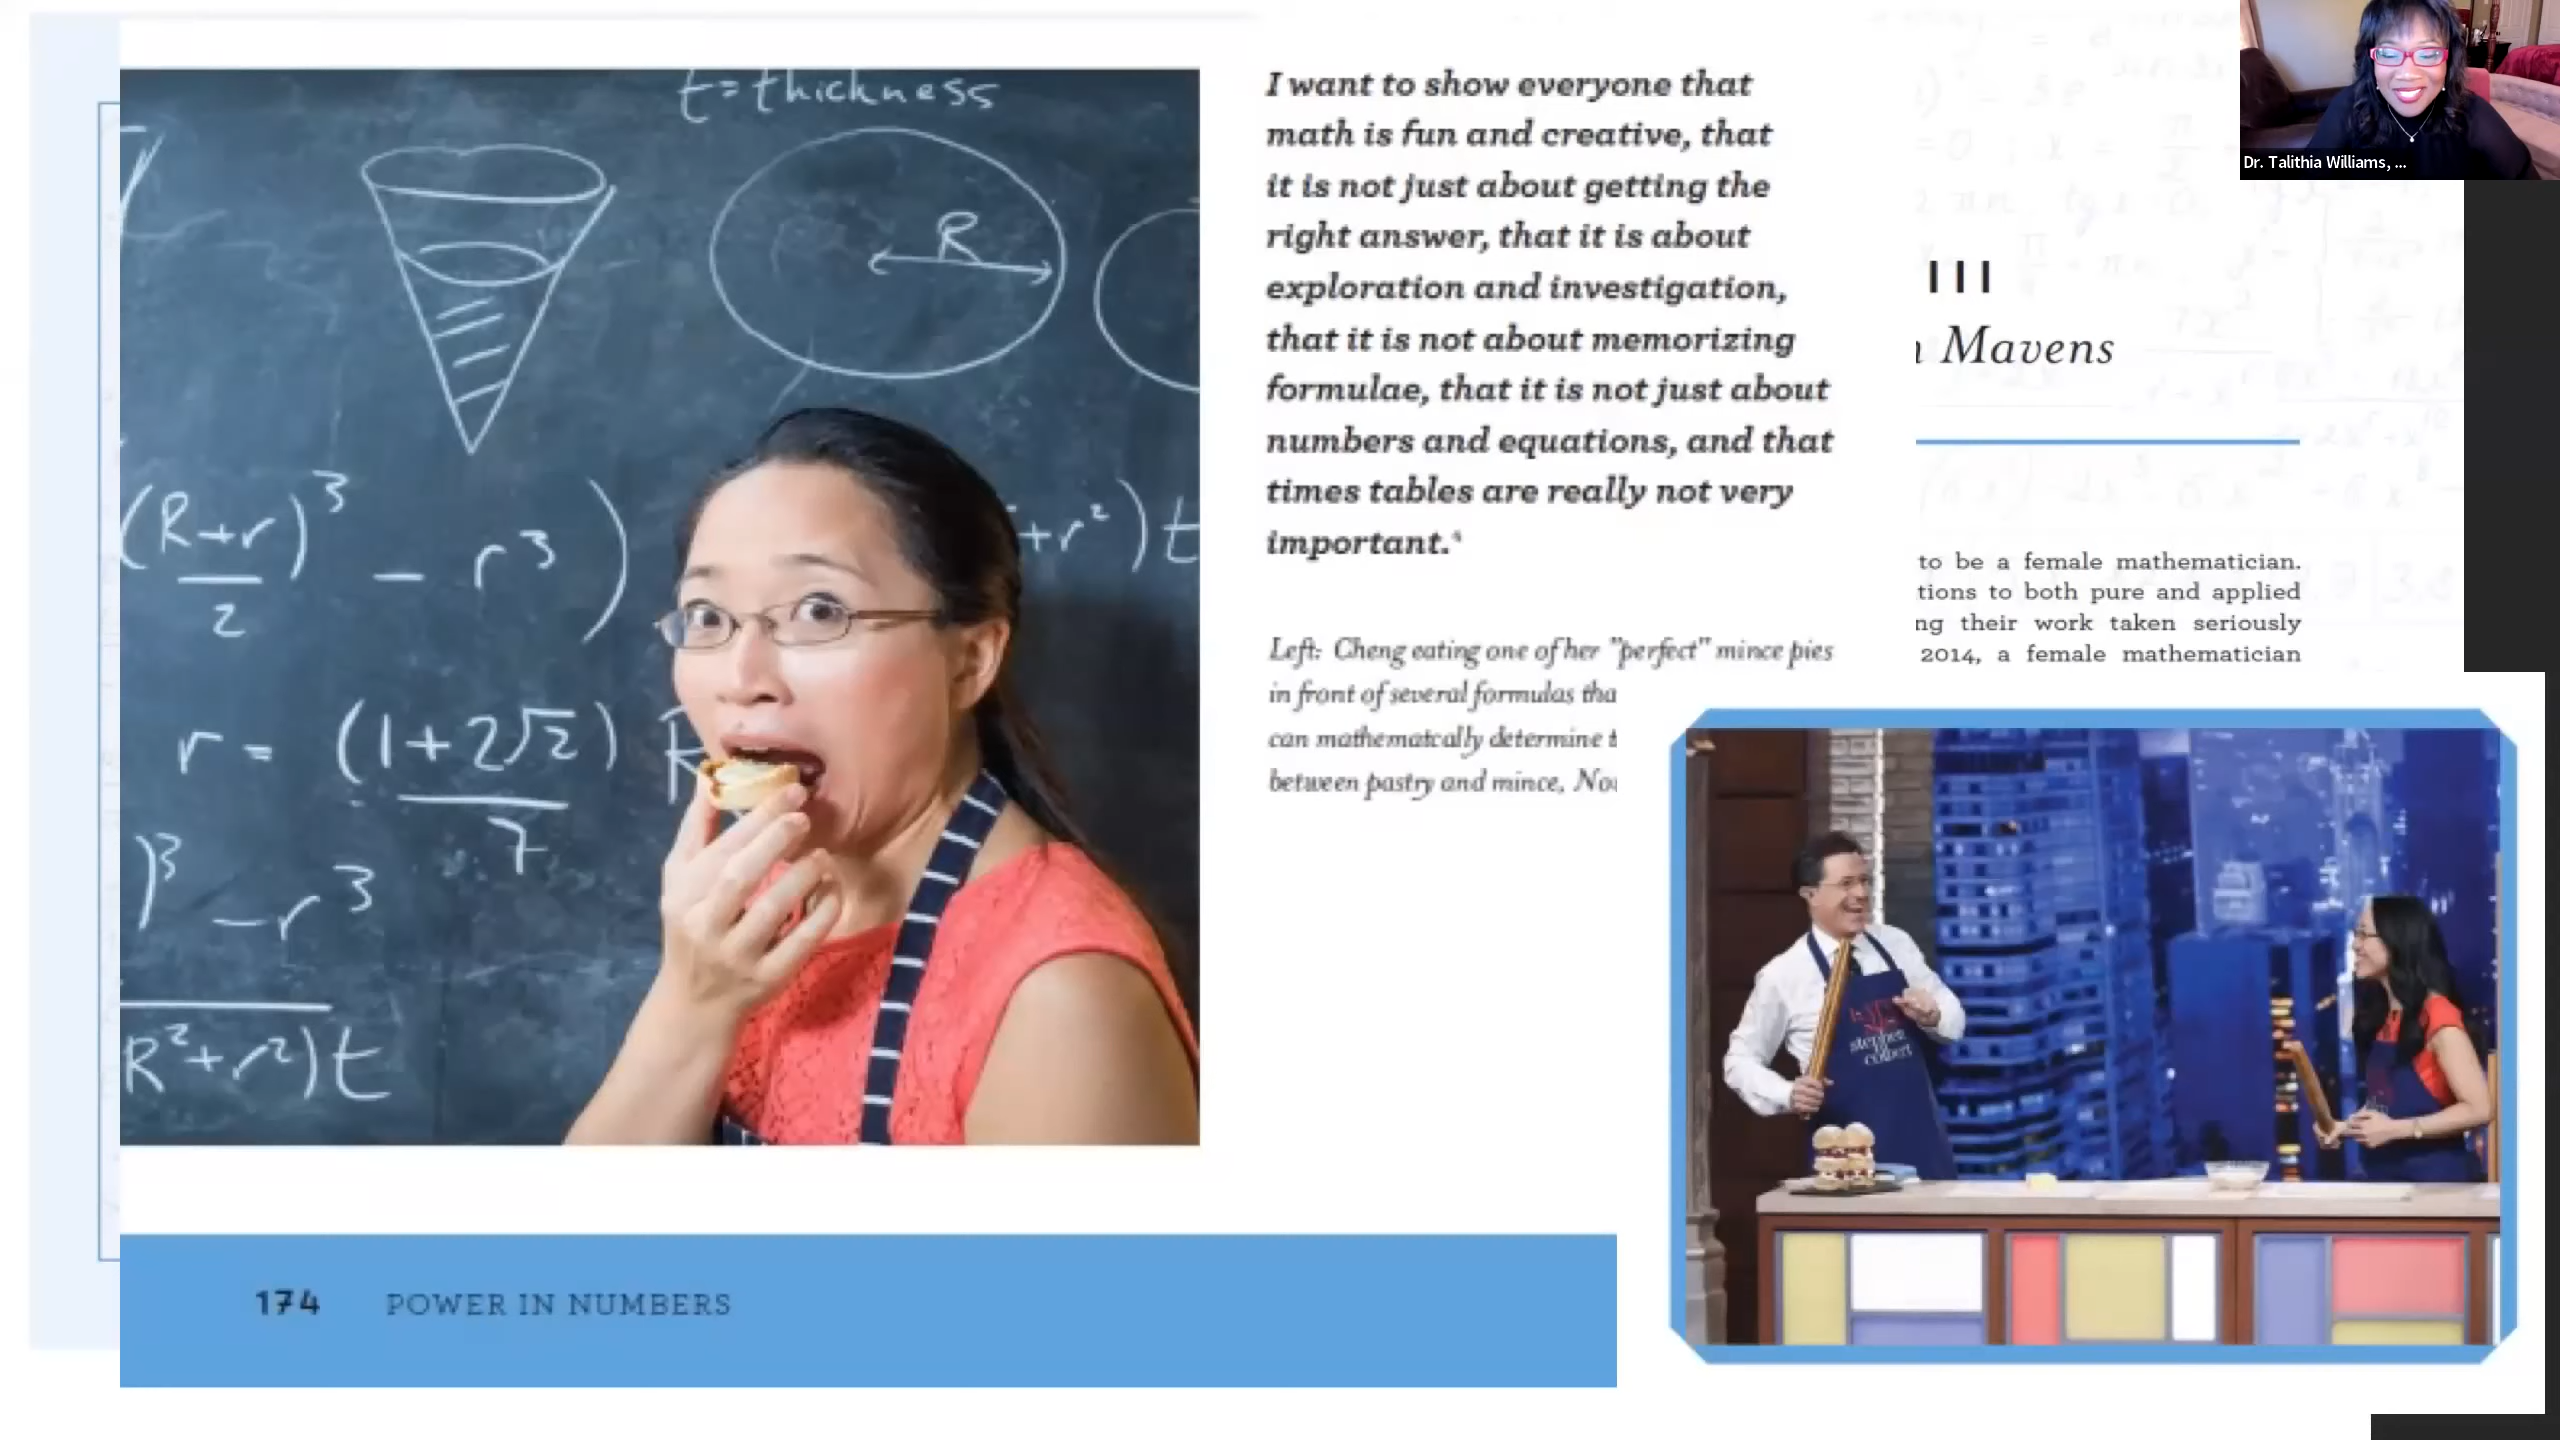 t = thickness
R
(R+r)³
2
- r³ )
+r²) t
r = (1+2√2) R
7
)³ - r³
R²+r²)t
I want to show everyone that
math is fun and creative, that
it is not just about getting the
right answer, that it is about
exploration and investigation,
that it is not about memorizing
formulae, that it is not just about
numbers and equations, and that
times tables are really not very
important.⁴
Left: Cheng eating one of her "perfect" mince pies
in front of several formulas tha
can mathematcally determine t
between pastry and mince, No
174 POWER IN NUMBERS
Dr. Talithia Williams, ...
III
n Mavens
to be a female mathematician.
tions to both pure and applied
ng their work taken seriously
2014, a female mathematician
stephen
colbert